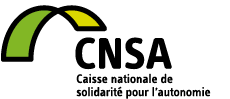 CNSA
Caisse nationale de
solidarité pour l'autonomie